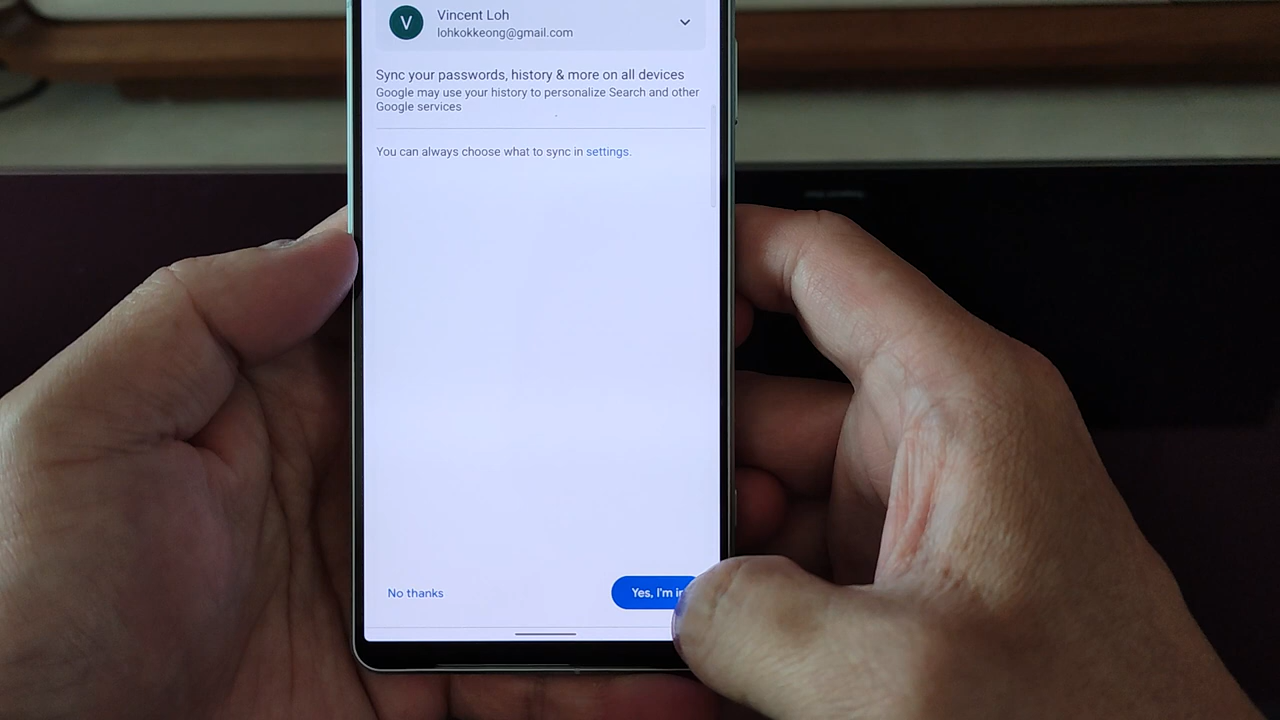 V
Vincent Loh
lohkokkeong@gmail.com
Sync your passwords, history & more on all devices
Google may use your history to personalize Search and other
Google services
You can always choose what to sync in settings.
No thanks
Yes, I'm in